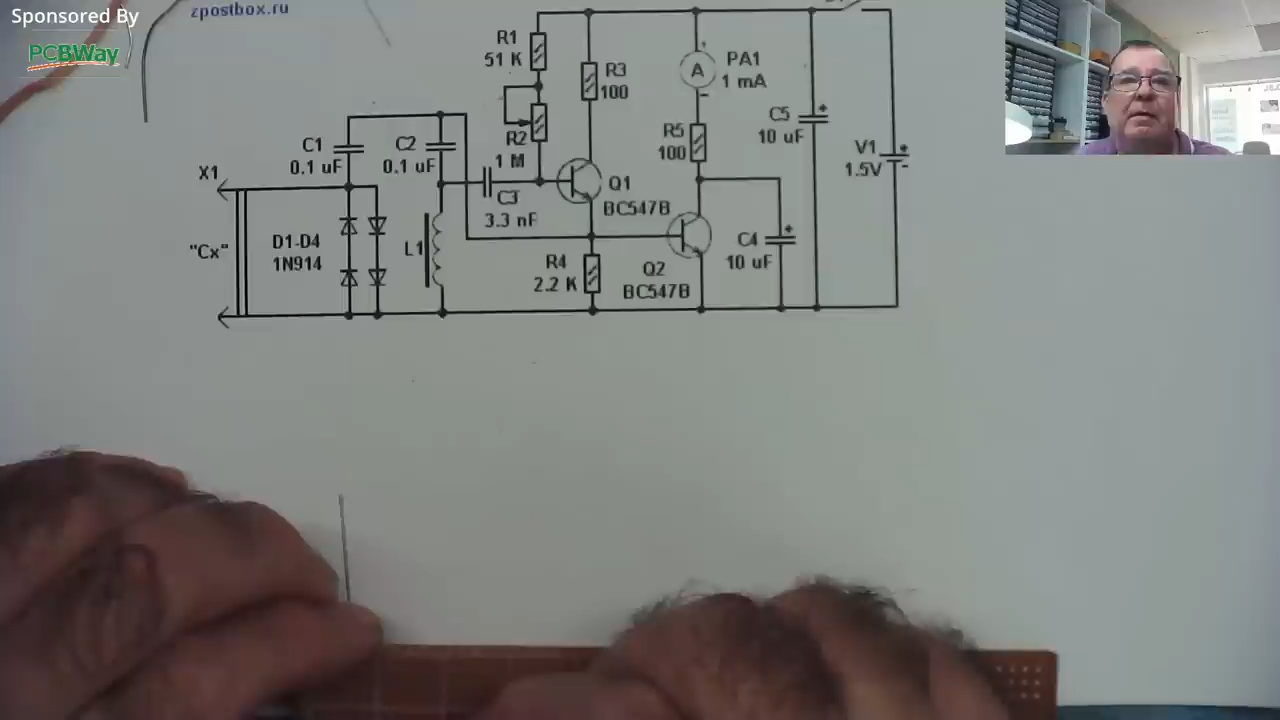 Sponsored By
PCBWay
zpostbox.ru
R1
51 K
R3
100
A
PA1
1 mA
+
-
R2
1 M
R5
100
C5
10 uF
+
V1
1.5V
+
-
C1
0.1 uF
C2
0.1 uF
X1
C3
3.3 nF
Q1
BC547B
"Cx"
D1-D4
1N914
L1
R4
2.2 K
Q2
BC547B
C4
10 uF
+